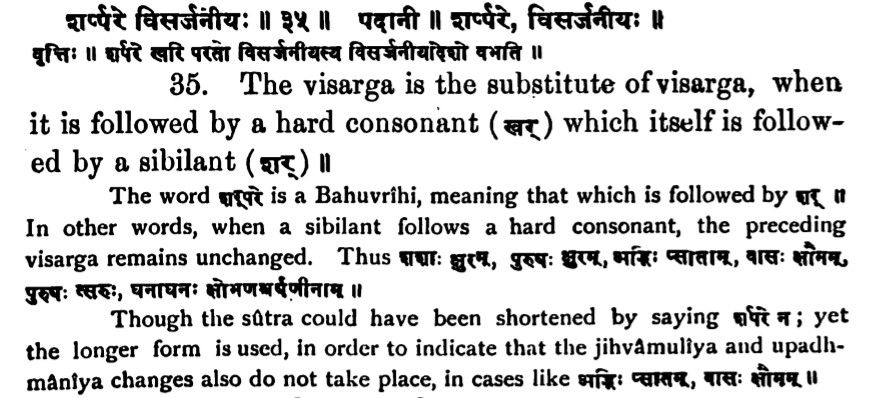 शर्प्परे विसर्जनीयः ॥ ३५ ॥ पदानी ॥ शर्प्परे, विसर्जनीयः ॥
वृत्तिः ॥ शर्परे खरि परतो विसर्जनीयस्य विसर्जनीयादेशो वभति ॥
35. The visarga is the substitute of visarga, when
it is followed by a hard consonant (खर्) which itself is follow-
ed by a sibilant (शर्) ॥
The word शर्परे is a Bahuvrîhi, meaning that which is followed by शर् ॥
In other words, when a sibilant follows a hard consonant, the preceding
visarga remains unchanged. Thus शशः क्षुरम्, पुरुषः क्षुरम्, अद्भिः प्सातम्, वासः क्षौमम्,
पुरुषः त्सरुः, घनाघनः क्षोभणश्चर्षणीनाम् ॥
Though the sûtra could have been shortened by saying शर्परे न; yet
the longer form is used, in order to indicate that the jihvâmulîya and upadh-
mânîya changes also do not take place, in cases like अद्भिः प्सातम्, वासः क्षौमम् ॥